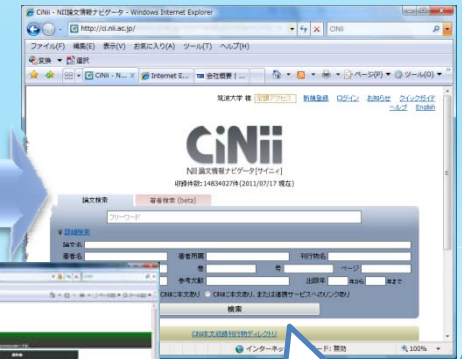 CiNii - NII論文情報ナビゲータ - Windows Internet Explorer
http://ci.nii.ac.jp/
CiNii
ファイル(F) 編集(E) 表示(V) お気に入り(A) ツール(T) ヘルプ(H)
変換 選択
CiNii - N... Internet E... 会社概要 | ... ページ(P) ツール(O)
筑波大学 様 定額アクセス 新規登録 ログイン お知らせ クイックガイド
ヘルプ English
CiNii
NII論文情報ナビゲータ[サイニィ]
収録件数:14834027件(2011/07/17 現在)
論文検索 著者検索 (beta)
フリーワード
詳細検索
論文名
著者名 著者所属 刊行物名
巻 号 ページ
参考文献 出版年 年から 年まで
CiNiiに本文あり CiNiiに本文あり、または連携サービスへのリンクあり
検索
CiNii本文収録刊行物ディレクトリ
ード: 無効 100%